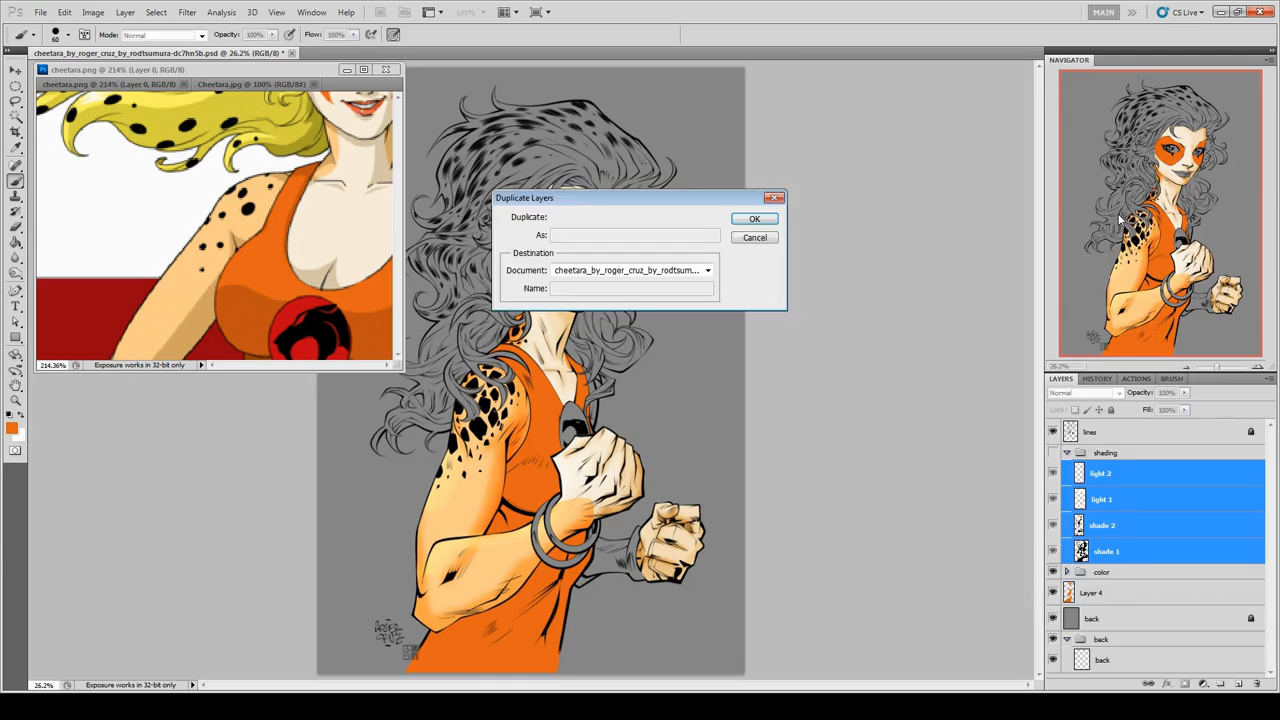 Ps File Edit Image Layer Select Filter Analysis 3D View Window Help 100% MAIN CS Live
60 Mode: Normal Opacity: 100% Flow: 100%
cheetara_by_roger_cruz_by_rodtsumura-dc7hn5b.psd @ 26.2% (RGB/8) *
cheetara.png @ 214% (Layer 0, RGB/8)
cheetara.png @ 214% (Layer 0, RGB/8) Cheetara.jpg @ 100% (RGB/8#)
214.36% Exposure works in 32-bit only
Duplicate Layers
Duplicate:
As:
OK
Cancel
Destination
Document: cheetara_by_roger_cruz_by_rodtsum...
Name:
ROGER
CRUZ
26.2% Exposure works in 32-bit only
NAVIGATOR
26.2%
LAYERS HISTORY ACTIONS MASKS BRUSH
Normal Opacity: 100%
Lock: Fill: 100%
lines
shading
light 2
light 1
shade 2
shade 1
color
Layer 4
back
back
back